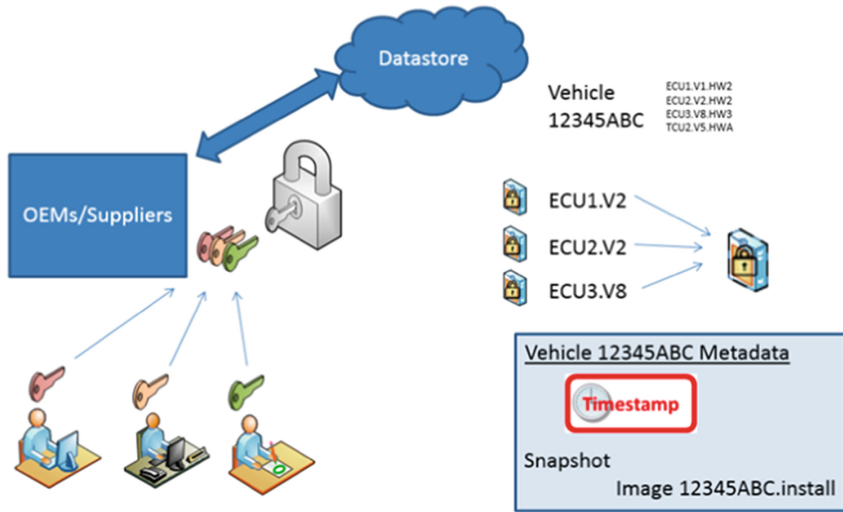 Datastore
OEMs/Suppliers
Vehicle
12345ABC
ECU1.V1.HW2
ECU2.V2.HW2
ECU3.V8.HW3
TCU2.V5.HWA
ECU1.V2
ECU2.V2
ECU3.V8
Vehicle 12345ABC Metadata
Timestamp
Snapshot
Image 12345ABC.install